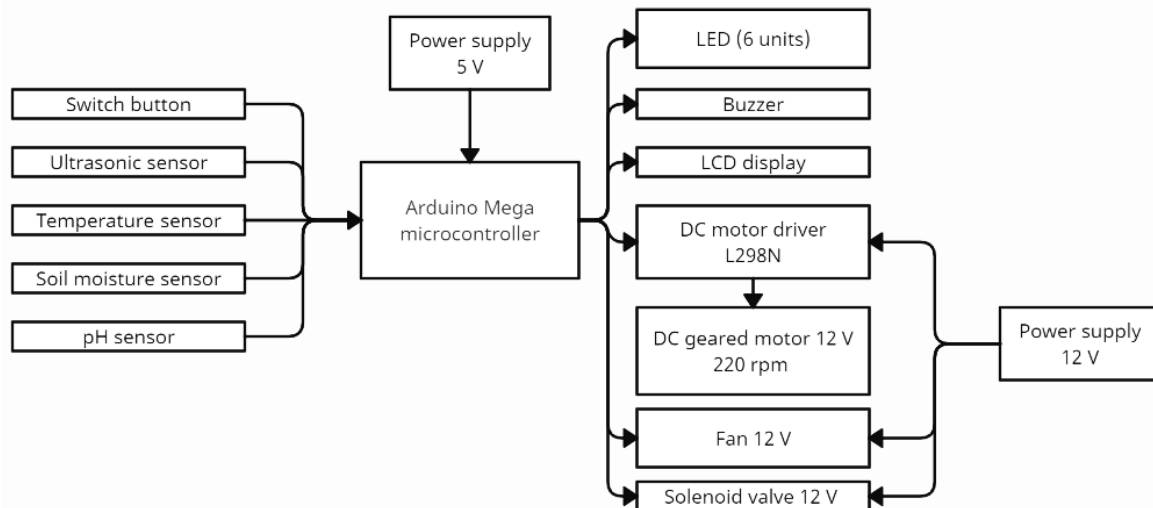 Power supply
5 V
Switch button
Ultrasonic sensor
Temperature sensor
Soil moisture sensor
pH sensor
Arduino Mega
microcontroller
LED (6 units)
Buzzer
LCD display
DC motor driver
L298N
DC geared motor 12 V
220 rpm
Fan 12 V
Solenoid valve 12 V
Power supply
12 V